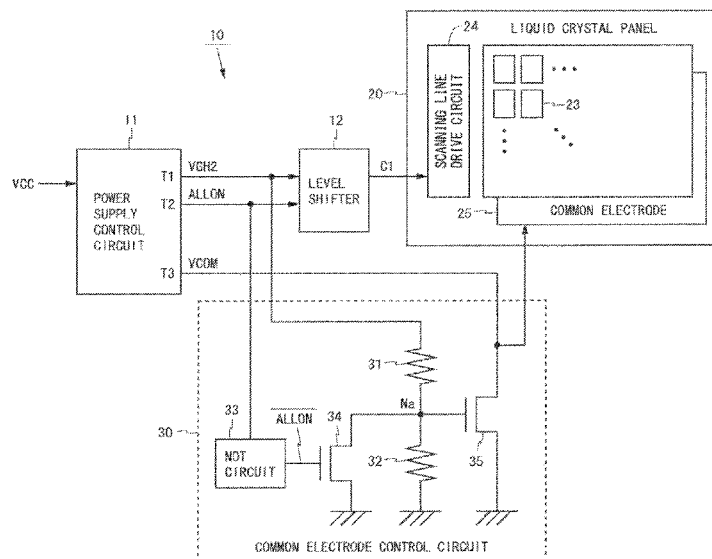 10
24
LIQUID CRYSTAL PANEL
20
SCANNING LINE
DRIVE CIRCUIT
23
11
12
VCC
T1
VGH2
C1
LEVEL
SHIFTER
POWER
SUPPLY
CONTROL
CIRCUIT
T2
ALLON
25
COMMON ELECTRODE
T3
VCOM
31
Na
30
33
ALLON
34
NOT
CIRCUIT
32
35
COMMON ELECTRODE CONTROL CIRCUIT